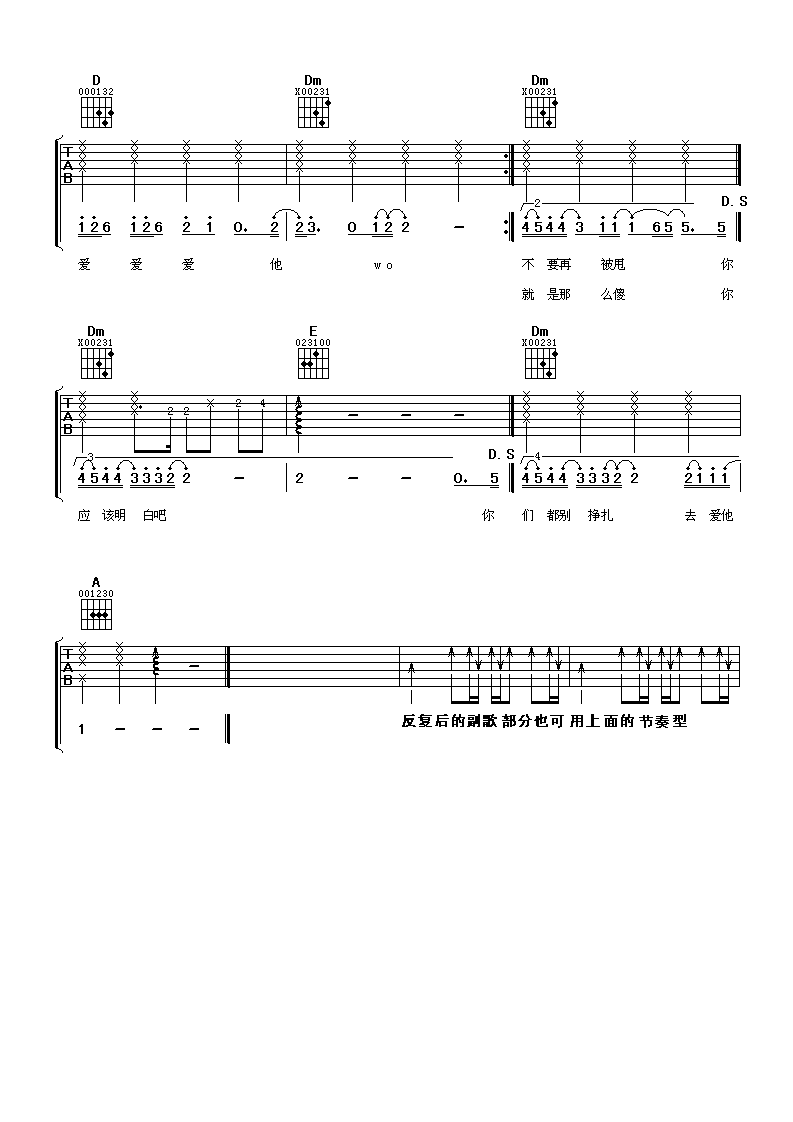 D Dm Dm
000132 X00231 X00231
T
A
B
2 D.S
1 2 6 1 2 6 2 1 0. 2 2 3. 0 1 2 2 – 4 5 4 4 3 1 1 1 6 5 5. 5
爱 爱 爱 他 wo 不 要再 被甩 你
就 是那 么傻 你
Dm E Dm
X00231 023100 X00231
T
A
B
2 2 2 4 – – –
3 D.S 4
4 5 4 4 3 3 3 2 2 – 2 – – 0. 5 4 5 4 4 3 3 3 2 2 2 1 1 1
应 该明 白吧 你 们 都别 挣扎 去 爱他
A
001230
T
A
B
–
1 – – –
反复后的副歌部分也可用上面的节奏型